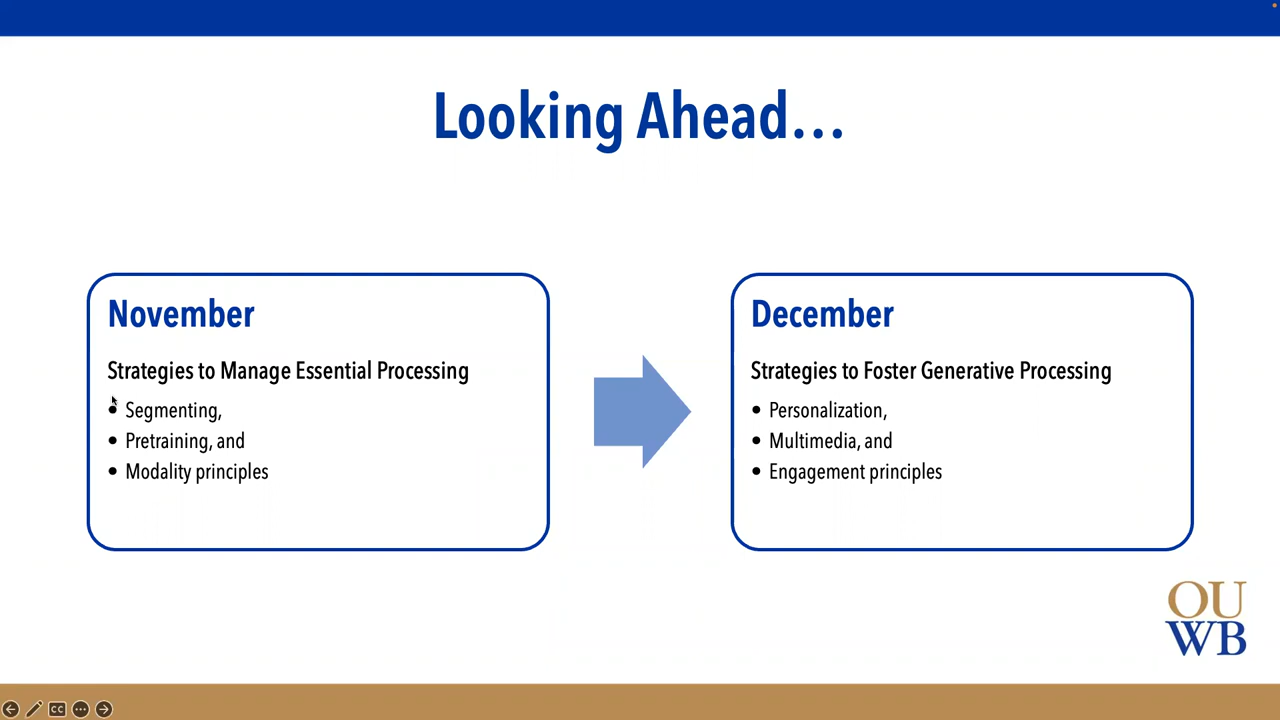 Looking Ahead...
November
Strategies to Manage Essential Processing
• Segmenting,
• Pretraining, and
• Modality principles
December
Strategies to Foster Generative Processing
• Personalization,
• Multimedia, and
• Engagement principles
OU
WB
CC